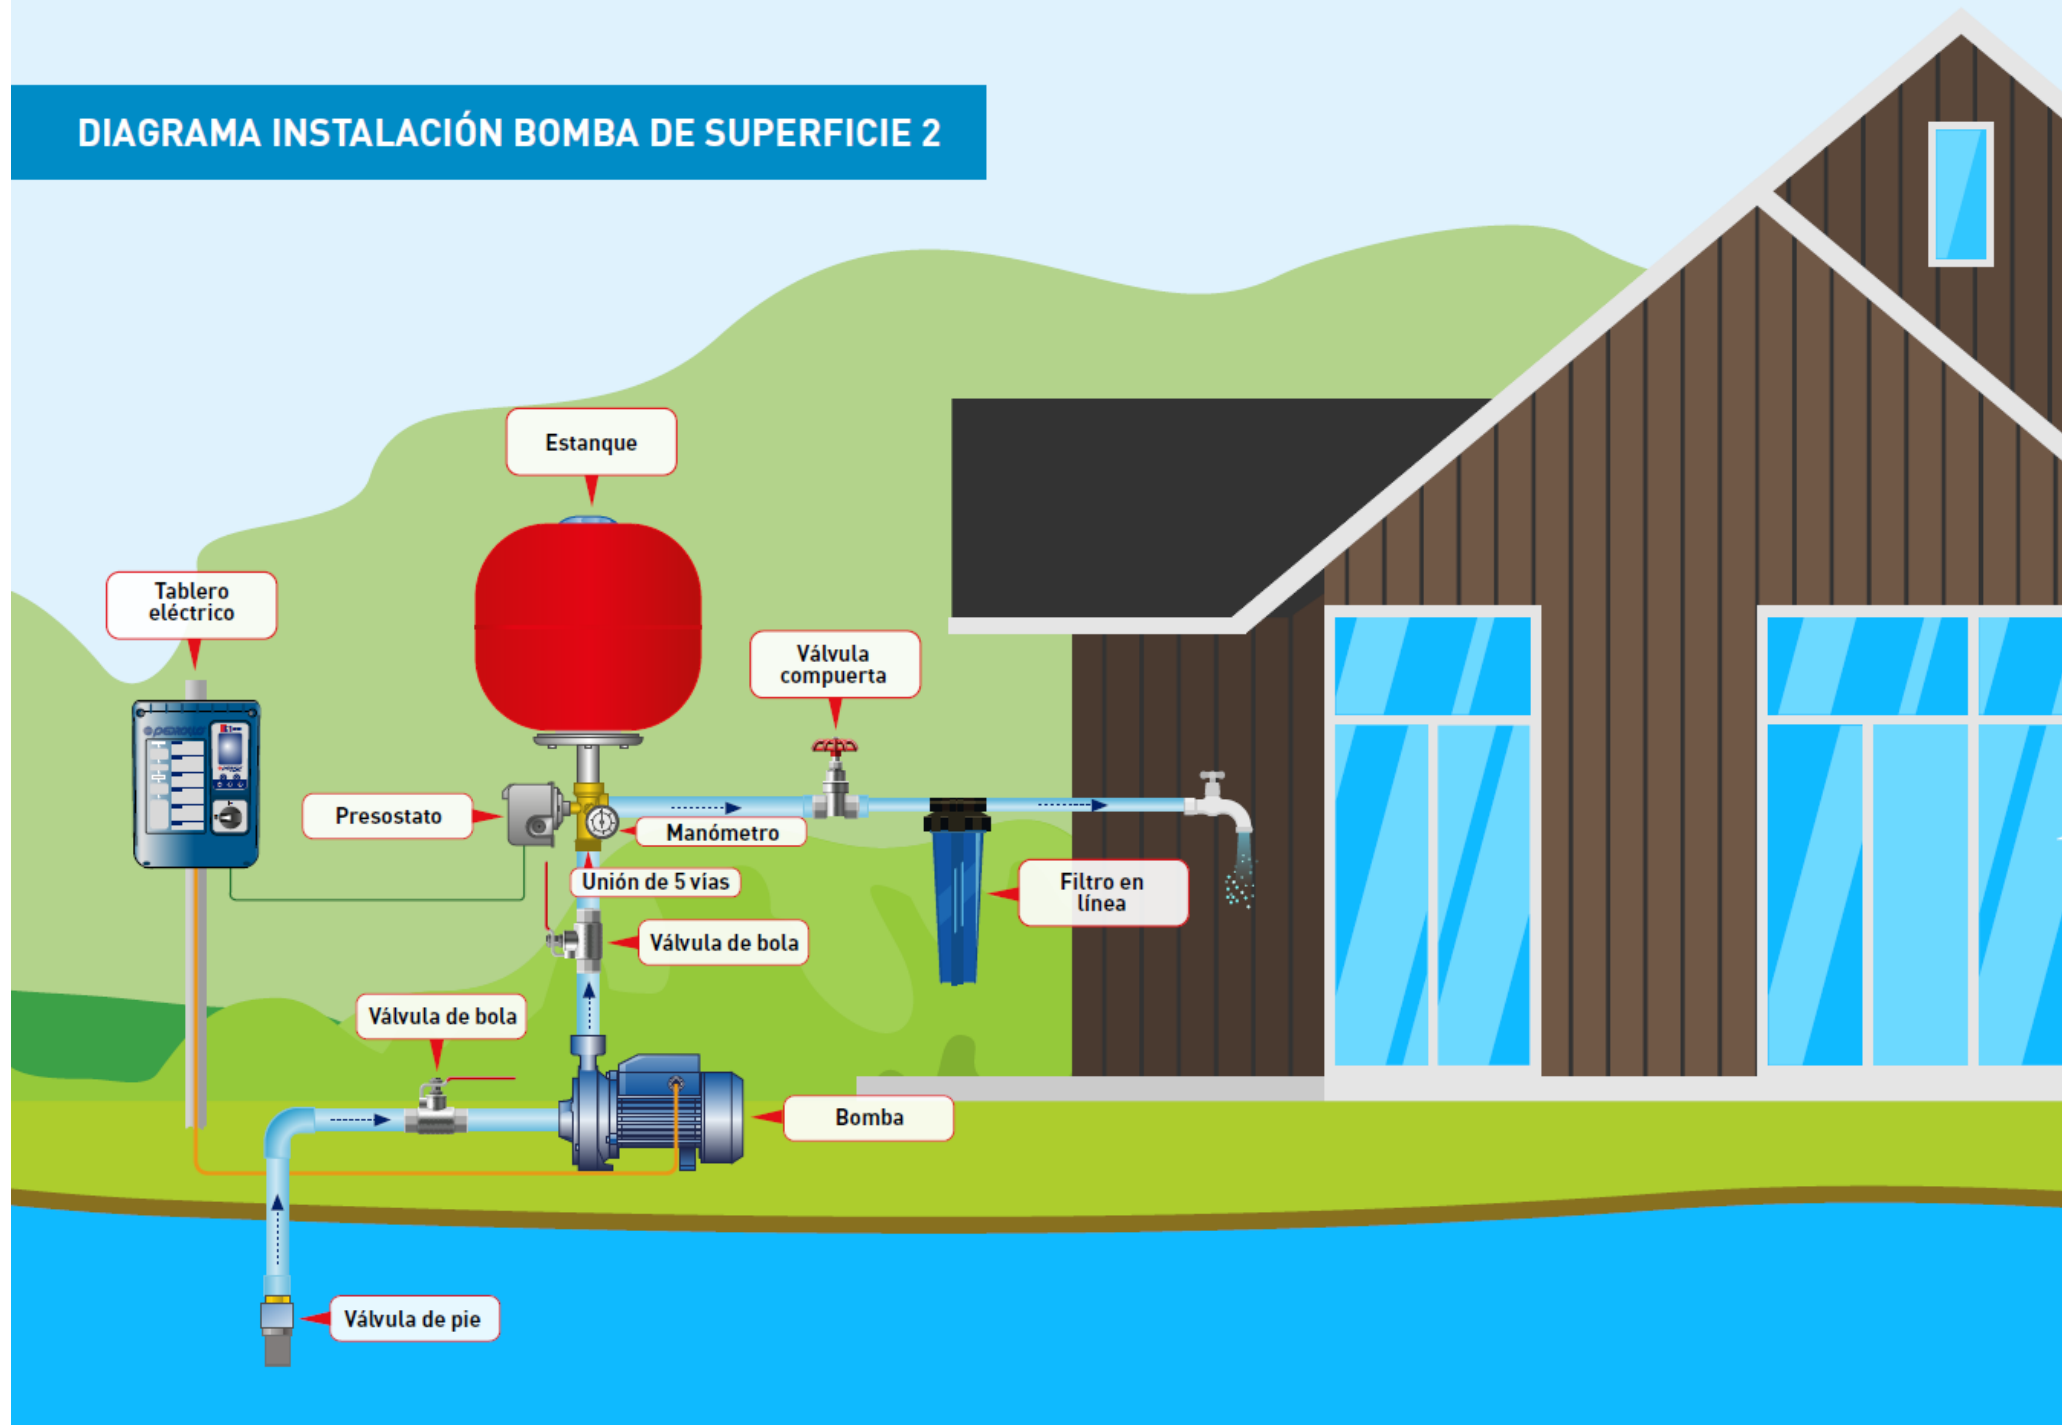 DIAGRAMA INSTALACIÓN BOMBA DE SUPERFICIE 2
Estanque
Tablero
eléctrico
Válvula
compuerta
Presostato
Manómetro
Unión de 5 vías
Filtro en
línea
Válvula de bola
Válvula de bola
Bomba
Válvula de pie
PEDROLLO